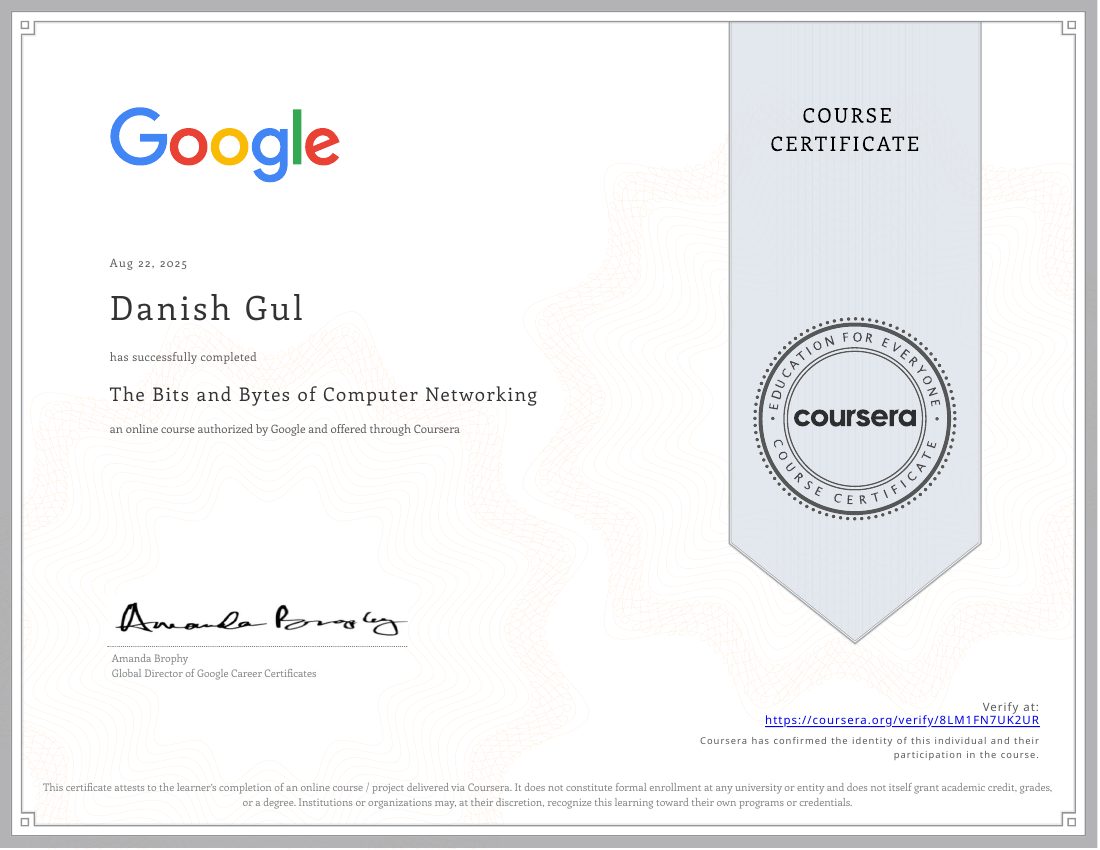 Google
COURSE
CERTIFICATE
Aug 22, 2025
Danish Gul
has successfully completed
The Bits and Bytes of Computer Networking
an online course authorized by Google and offered through Coursera
EDUCATION FOR EVERYONE
coursera
COURSE CERTIFICATE
Amanda Brophy
Amanda Brophy
Global Director of Google Career Certificates
Verify at:
https://coursera.org/verify/8LM1FN7UK2UR
Coursera has confirmed the identity of this individual and their
participation in the course.
This certificate attests to the learner's completion of an online course / project delivered via Coursera. It does not constitute formal enrollment at any university or entity and does not itself grant academic credit, grades,
or a degree. Institutions or organizations may, at their discretion, recognize this learning toward their own programs or credentials.